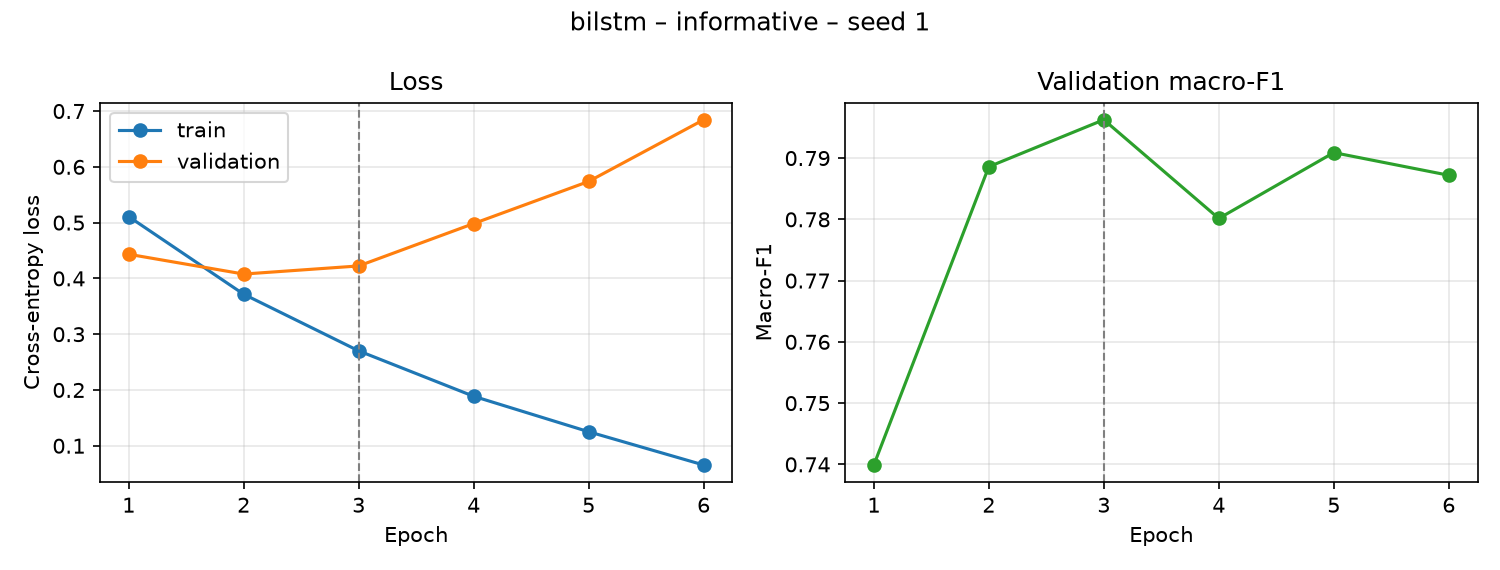 bilstm – informative – seed 1
Loss
0.7
0.6
0.5
0.4
0.3
0.2
0.1
Cross-entropy loss
train
validation
1 2 3 4 5 6
Epoch
Validation macro-F1
0.79
0.78
0.77
0.76
0.75
0.74
Macro-F1
1 2 3 4 5 6
Epoch